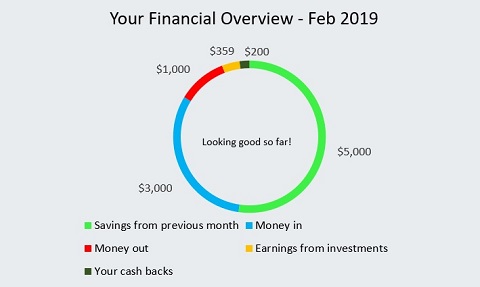 Your Financial Overview - Feb 2019
$359 $200
$1,000
Looking good so far!
$5,000
$3,000
Savings from previous month Money in
Money out Earnings from investments
Your cash backs